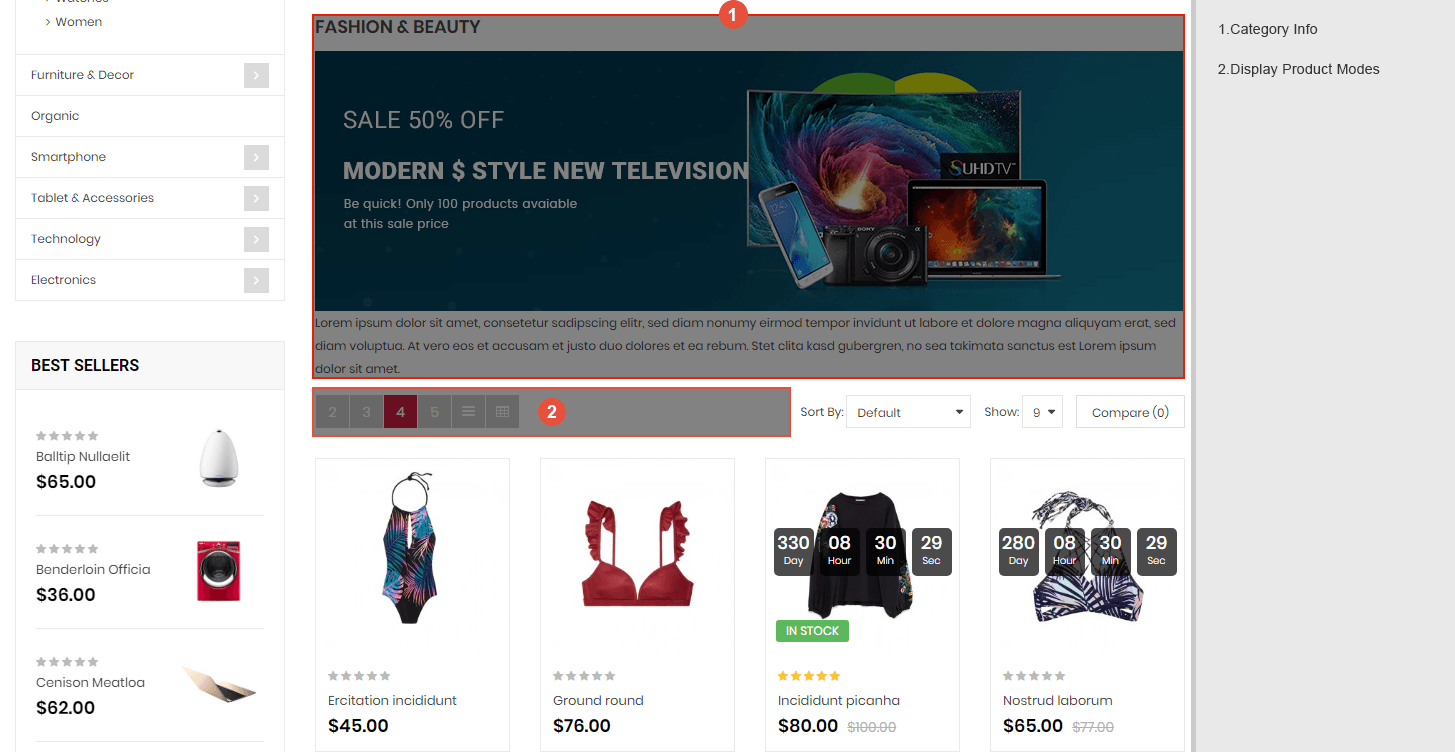 Women
Furniture & Decor
Organic
Smartphone
Tablet & Accessories
Technology
Electronics
BEST SELLERS
Balltip Nullaelit
$65.00
Benderloin Officia
$36.00
Cenison Meatloa
$62.00
1
FASHION & BEAUTY
SALE 50% OFF
MODERN $ STYLE NEW TELEVISION
Be quick! Only 100 products avaiable
at this sale price
SUHDTV
SONY
α
Lorem ipsum dolor sit amet, consetetur sadipscing elitr, sed diam nonumy eirmod tempor invidunt ut labore et dolore magna aliquyam erat, sed
diam voluptua. At vero eos et accusam et justo duo dolores et ea rebum. Stet clita kasd gubergren, no sea takimata sanctus est Lorem ipsum
dolor sit amet.
2 3 4 5 2 Sort By: Default Show: 9 Compare (0)
Ercitation incididunt
$45.00
Ground round
$76.00
330 08 30 29
Day Hour Min Sec
IN STOCK
Incididunt picanha
$80.00 $100.00
280 08 30 29
Day Hour Min Sec
Nostrud laborum
$65.00 $77.00
1.Category Info
2.Display Product Modes